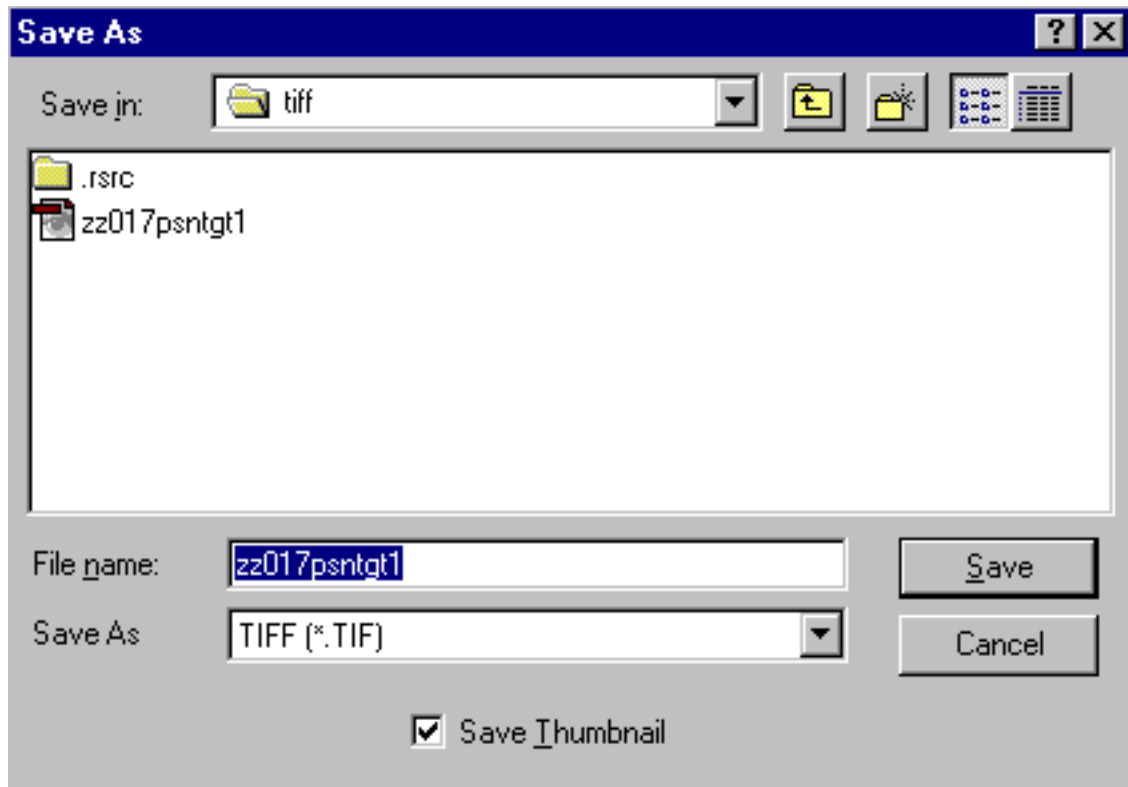 Save As
Save in:
tiff
.rsrc
zz017psntgt1
File name:
zz017psntgt1
Save
Save As
TIFF (*.TIF)
Cancel
Save Thumbnail